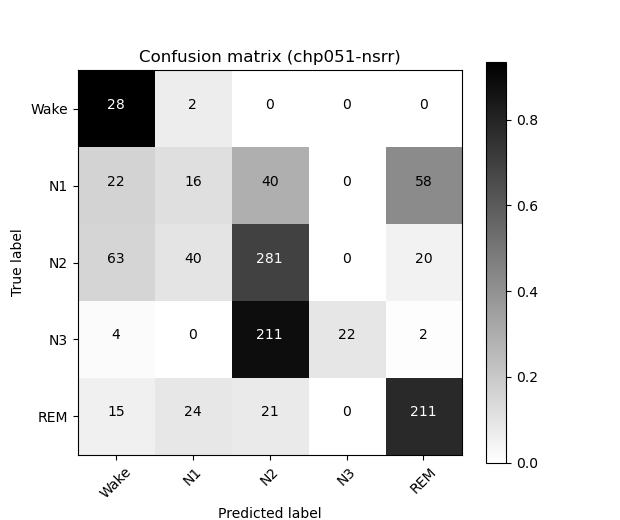 Confusion matrix (chp051-nsrr)
True label
Wake 28 2 0 0 0
N1 22 16 40 0 58
N2 63 40 281 0 20
N3 4 0 211 22 2
REM 15 24 21 0 211
Wake N1 N2 N3 REM
Predicted label
0.8
0.6
0.4
0.2
0.0